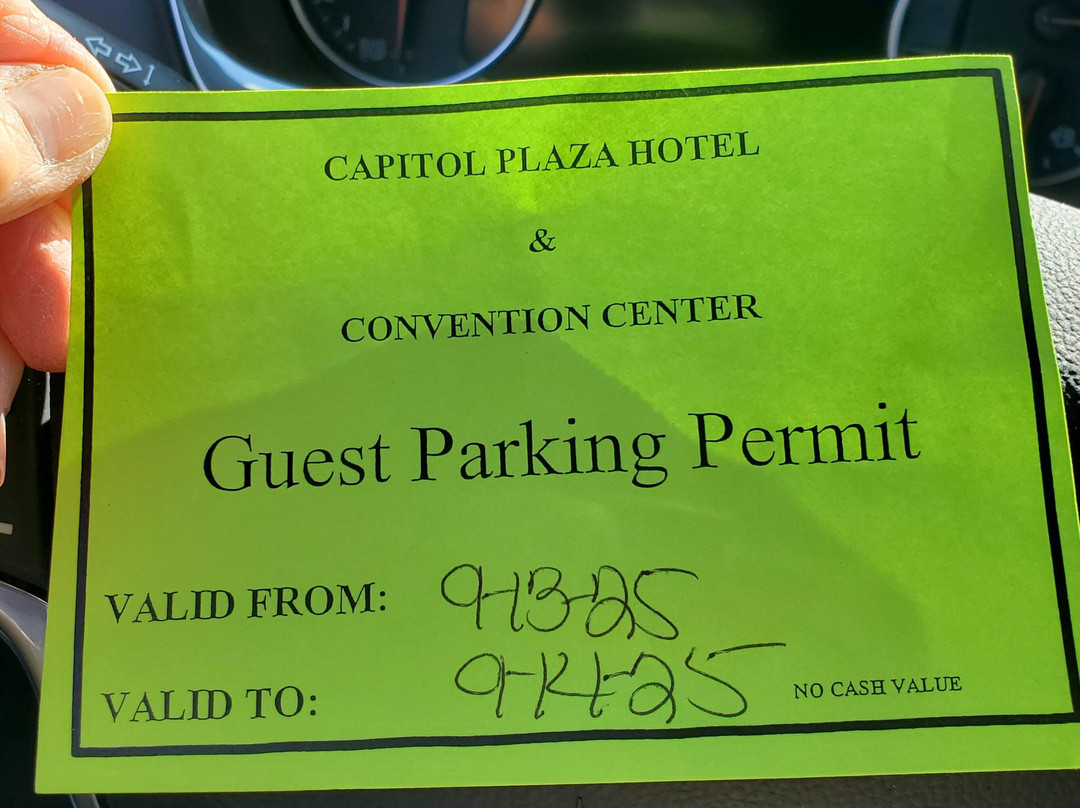 CAPITOL PLAZA HOTEL
&
CONVENTION CENTER
Guest Parking Permit
VALID FROM: 9-13-25
VALID TO: 9-14-25 NO CASH VALUE